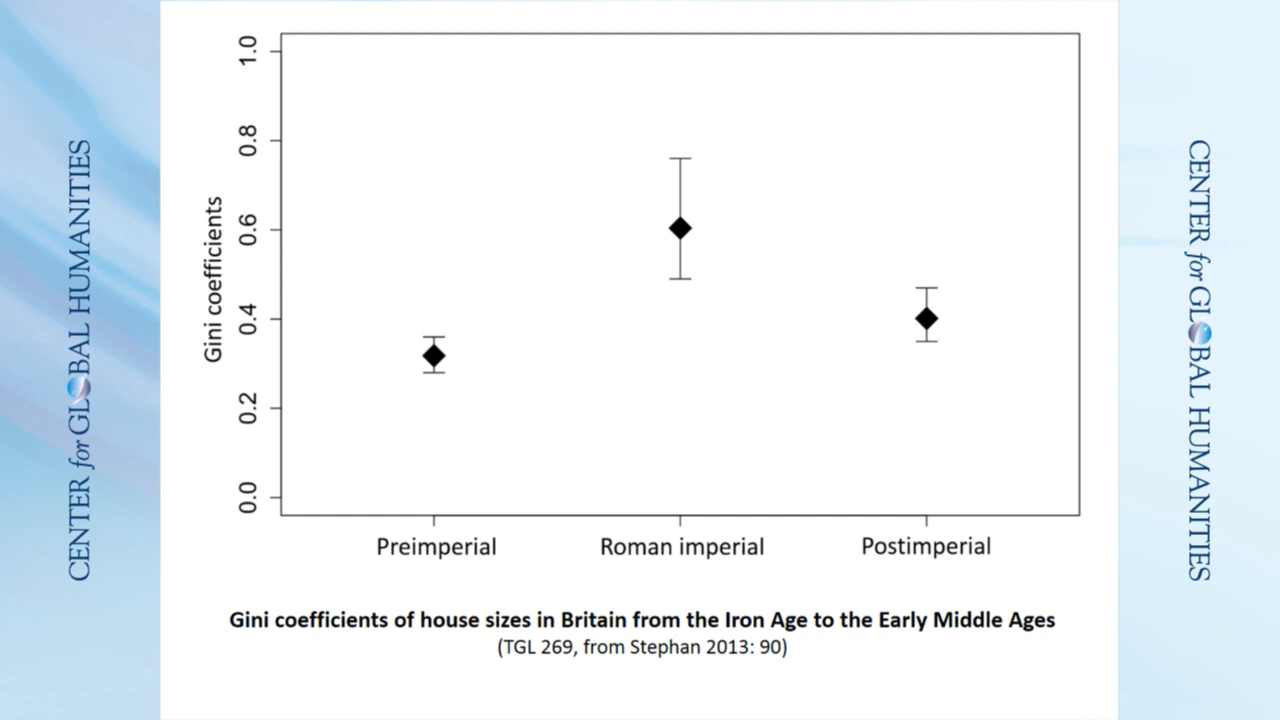 CENTER for GLOBAL HUMANITIES
Gini coefficients
1.0
0.8
0.6
0.4
0.2
0.0
Preimperial Roman imperial Postimperial
Gini coefficients of house sizes in Britain from the Iron Age to the Early Middle Ages
(TGL 269, from Stephan 2013: 90)
CENTER for GLOBAL HUMANITIES